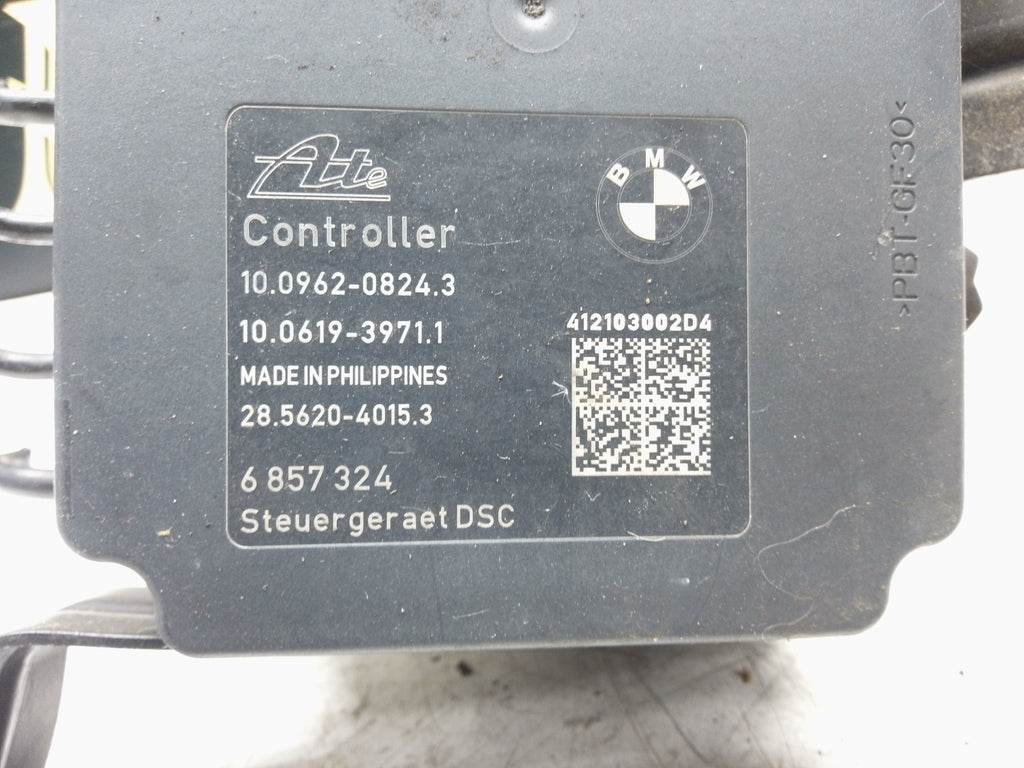 Ate
BMW
Controller
10.0962-0824.3
10.0619-3971.1
412103002D4
MADE IN PHILIPPINES
28.5620-4015.3
6 857 324
Steuergeraet DSC
>PBT-GF30<